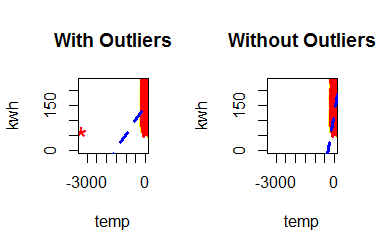 With Outliers
Without Outliers
kwh
150
0
-3000
0
temp
kwh
150
0
-3000
0
temp